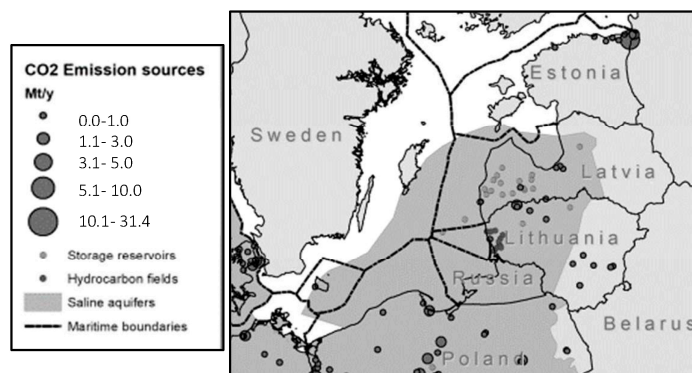 CO2 Emission sources
Mt/y
0.0-1.0
1.1- 3.0
3.1- 5.0
5.1- 10.0
10.1- 31.4
Storage reservoirs
Hydrocarbon fields
Saline aquifers
Maritime boundaries
Estonia
Sweden
Latvia
Lithuania
Russia
Belarus
Poland